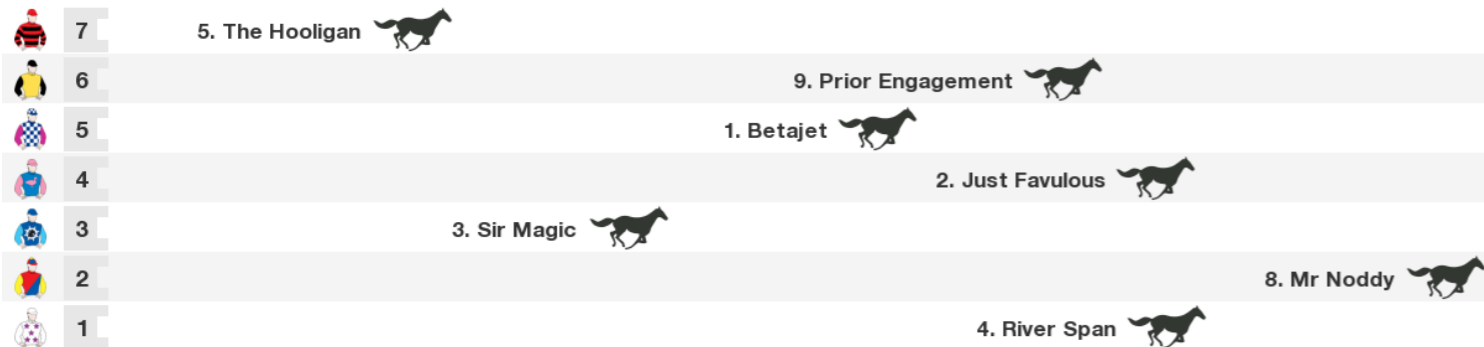 7 5. The Hooligan
6 9. Prior Engagement
5 1. Betajet
4 2. Just Favulous
3 3. Sir Magic
2 8. Mr Noddy
1 4. River Span